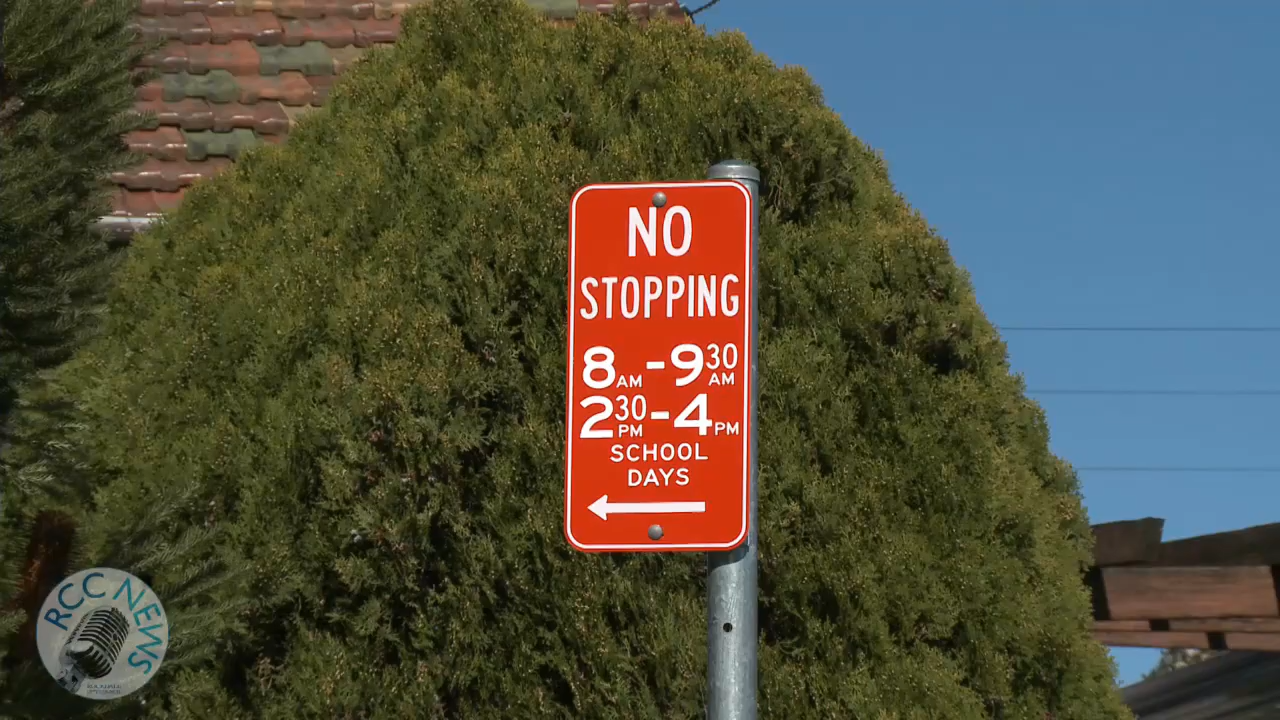 NO
STOPPING
8AM-930AM
230PM-4PM
SCHOOL
DAYS
RCC NEWS